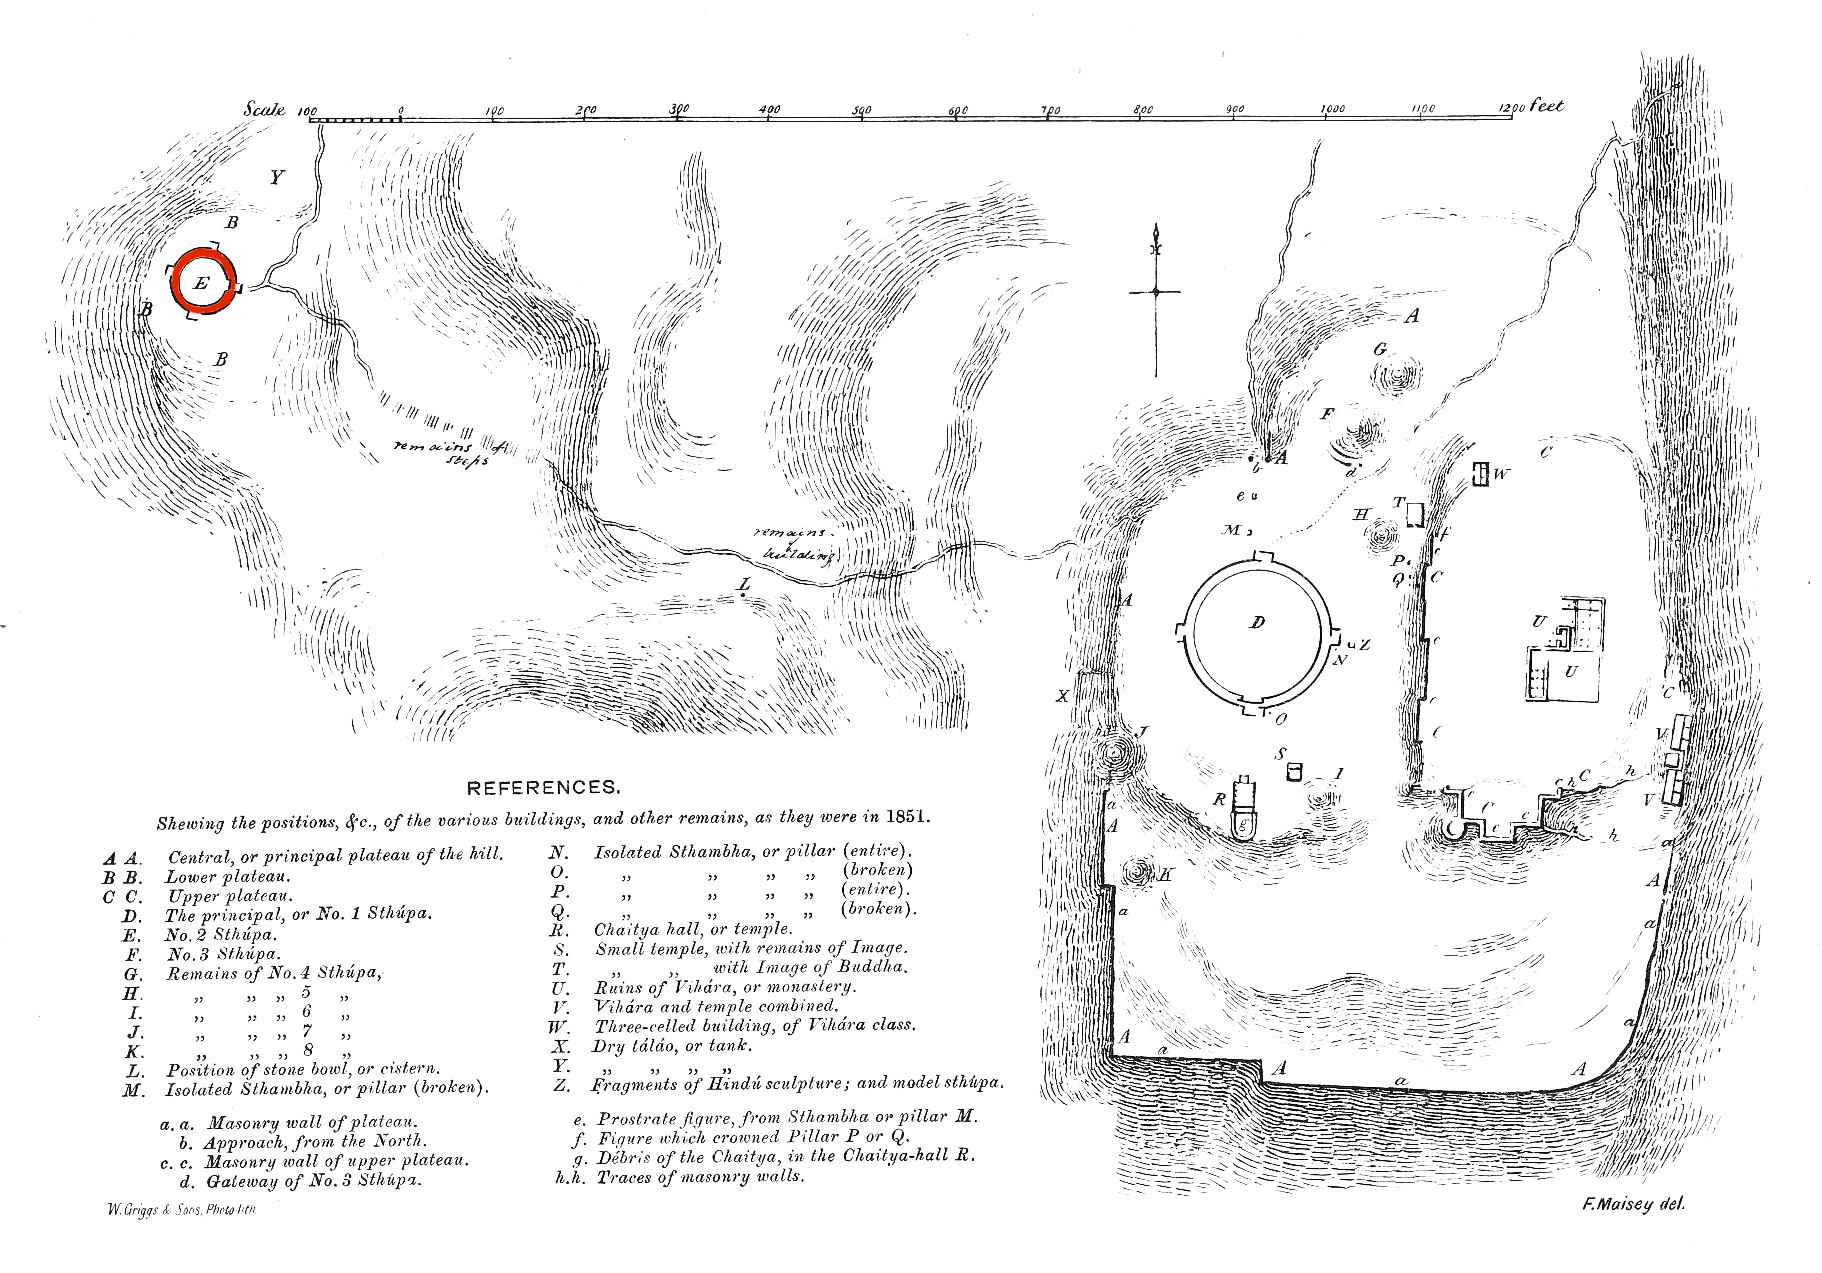 Scale 100 0 100 200 300 400 500 600 700 800 900 1000 1100 1200 feet
Y
B
E
B
B
remains of
steps
remains
of
building
L
A
G
F
b A
d
e
M
H
T
W
C
f
c
P
Q
C
A
D
Z
N
O
X
J
S
R
g
I
U
U
c
c
c
C
V
V
h
C
c h
C
c
c
c
h
a
A
K
a
a
A
a
A
a
A
a
A
a
REFERENCES.
Shewing the positions, &c., of the various buildings, and other remains, as they were in 1851.
A A. Central, or principal plateau of the hill.
B B. Lower plateau.
C C. Upper plateau.
D. The principal, or No. 1 Sthúpa.
E. No. 2 Sthúpa.
F. No. 3 Sthúpa.
G. Remains of No. 4 Sthúpa,
H. „ „ „ 5 „
I. „ „ „ 6 „
J. „ „ „ 7 „
K. „ „ „ 8 „
L. Position of stone bowl, or cistern.
M. Isolated Sthambha, or pillar (broken).
N. Isolated Sthambha, or pillar (entire).
O. „ „ „ „ (broken)
P. „ „ „ „ (entire).
Q. „ „ „ „ (broken).
R. Chaitya hall, or temple.
S. Small temple, with remains of Image.
T. „ „ with Image of Buddha.
U. Ruins of Vihára, or monastery.
V. Vihára and temple combined.
W. Three-celled building, of Vihára class.
X. Dry táláo, or tank.
Y. „ „ „ „
Z. Fragments of Hindú sculpture; and model sthúpa.
a. a. Masonry wall of plateau.
b. Approach, from the North.
c. c. Masonry wall of upper plateau.
d. Gateway of No. 3 Sthúpa.
e. Prostrate figure, from Sthambha or pillar M.
f. Figure which crowned Pillar P or Q.
g. Débris of the Chaitya, in the Chaitya-hall R.
h.h. Traces of masonry walls.
W. Griggs & Sons, Photo-lith.
F. Maisey del.